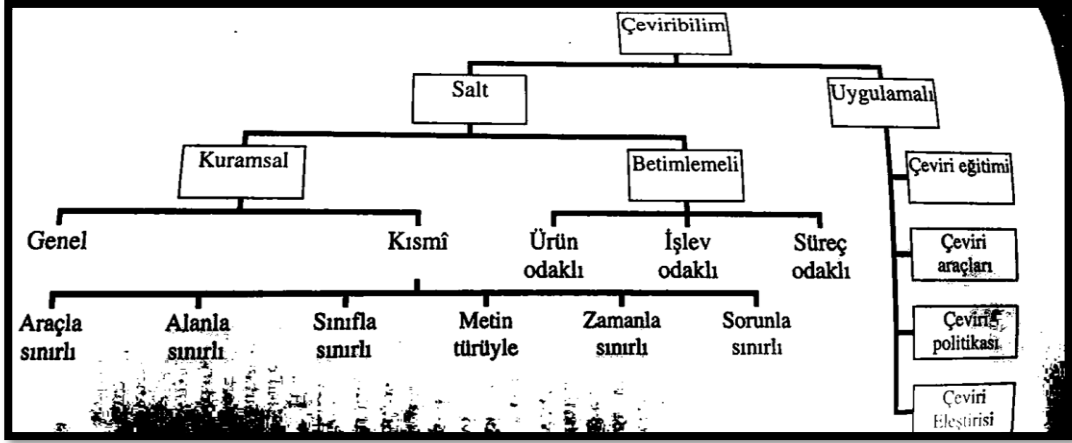 Çeviribilim
Salt
Uygulamalı
Kuramsal
Betimlemeli
Çeviri eğitimi
Genel
Kısmî
Ürün
odaklı
İşlev
odaklı
Süreç
odaklı
Çeviri
araçları
Araçla
sınırlı
Alanla
sınırlı
Sınıfla
sınırlı
Metin
türüyle
Zamanla
sınırlı
Sorunla
sınırlı
Çeviri
politikası
Çeviri
Eleştirisi